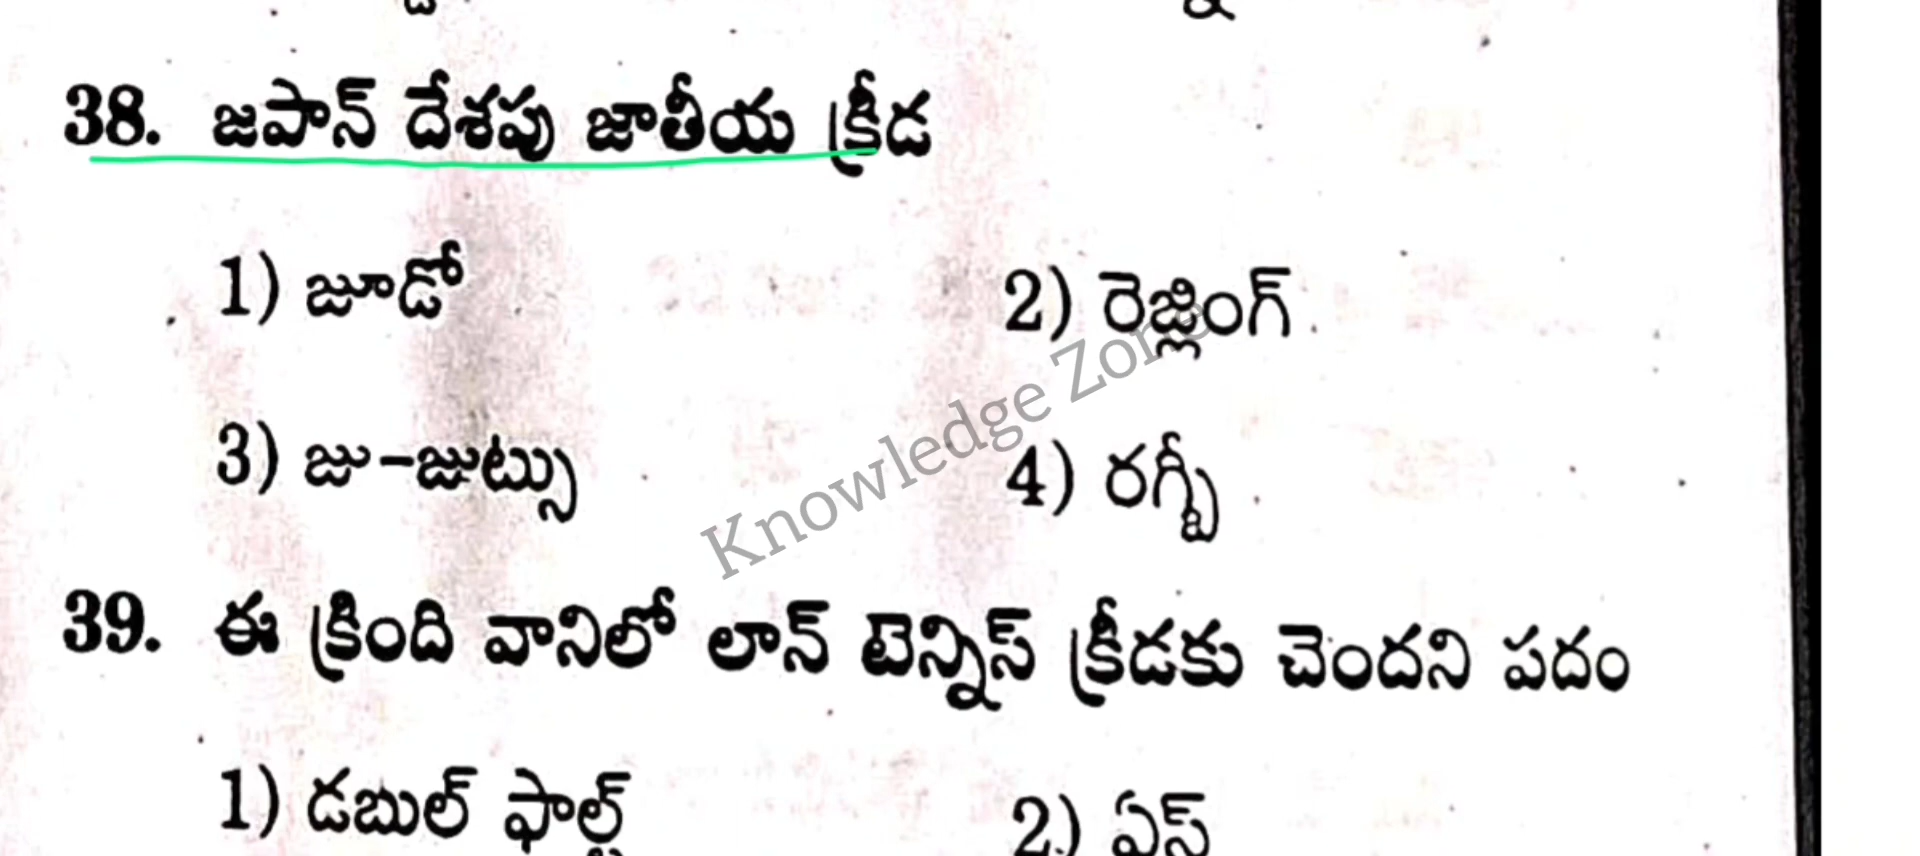 38. జపాన్ దేశపు జాతీయ క్రీడ
1) జూడో 2) రెజ్లింగ్
3) జు-జుట్సు 4) రగ్బీ
Knowledge Zone
39. ఈ క్రింది వానిలో లాన్ టెన్నిస్ క్రీడకు చెందని పదం
1) డబుల్ ఫాల్ట్ 2) ఏస్